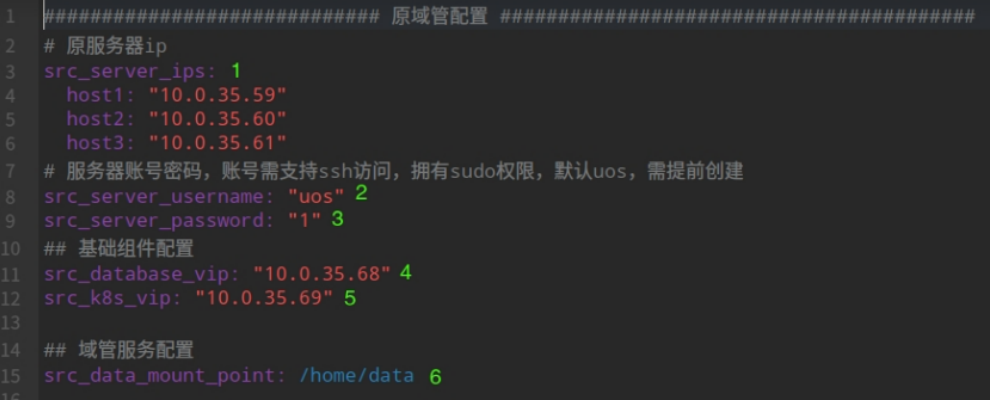 1 ############################# 原域管配置 #########################################
2 # 原服务器ip
3 src_server_ips: 1
4 host1: "10.0.35.59"
5 host2: "10.0.35.60"
6 host3: "10.0.35.61"
7 # 服务器账号密码，账号需支持ssh访问，拥有sudo权限，默认uos，需提前创建
8 src_server_username: "uos" 2
9 src_server_password: "1" 3
10 ## 基础组件配置
11 src_database_vip: "10.0.35.68" 4
12 src_k8s_vip: "10.0.35.69" 5
13
14 ## 域管服务配置
15 src_data_mount_point: /home/data 6
16